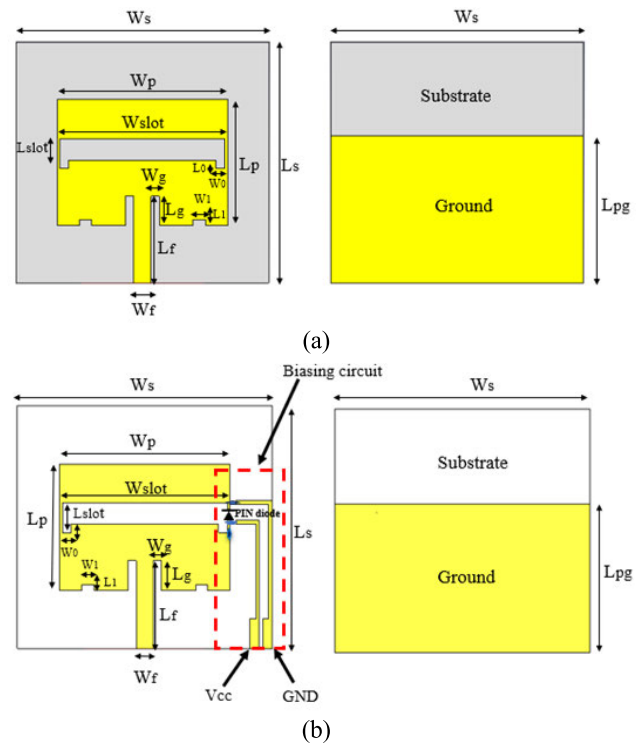 Ws
Ws
Wp
Substrate
Wslot
Lslot
Lp
Ls
L0
W0
Wg
W1
Lg
L1
Ground
Lpg
Lf
Wf
(a)
Biasing circuit
Ws
Ws
Wp
Substrate
Wslot
Lp
Lslot
PIN diode
Ls
W0
Wg
W1
L1
Lg
Ground
Lpg
Lf
Wf
Vcc
GND
(b)